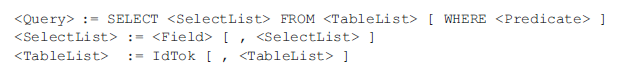 <Query> := SELECT <SelectList> FROM <TableList> [ WHERE <Predicate> ]
<SelectList> := <Field> [ , <SelectList> ]
<TableList>  := IdTok [ , <TableList> ]